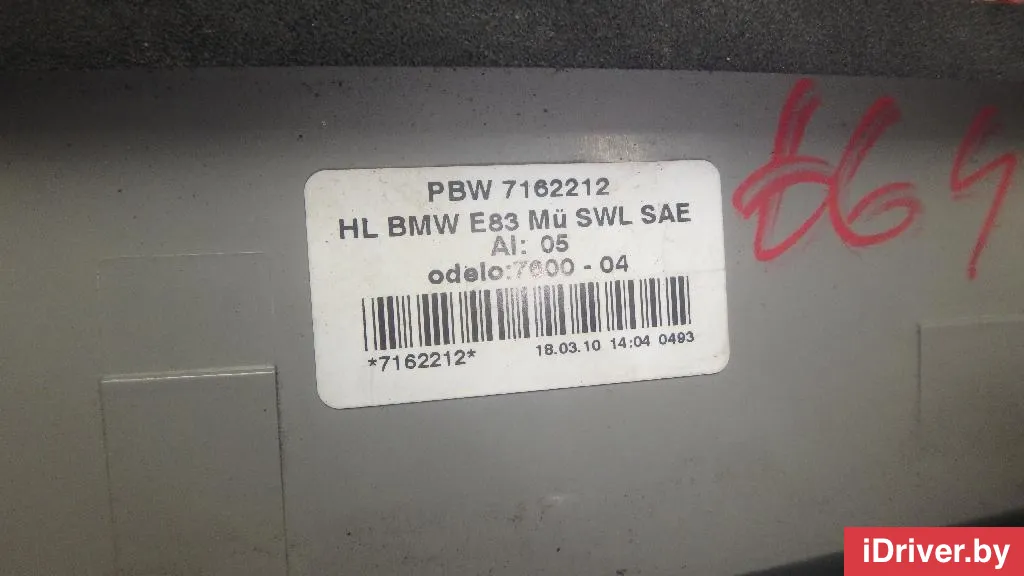 PBW 7162212
HL BMW E83 Mü SWL SAE
AI: 05
odelo:7600 - 04
*7162212*
18.03.10 14:04 0493
iDriver.by